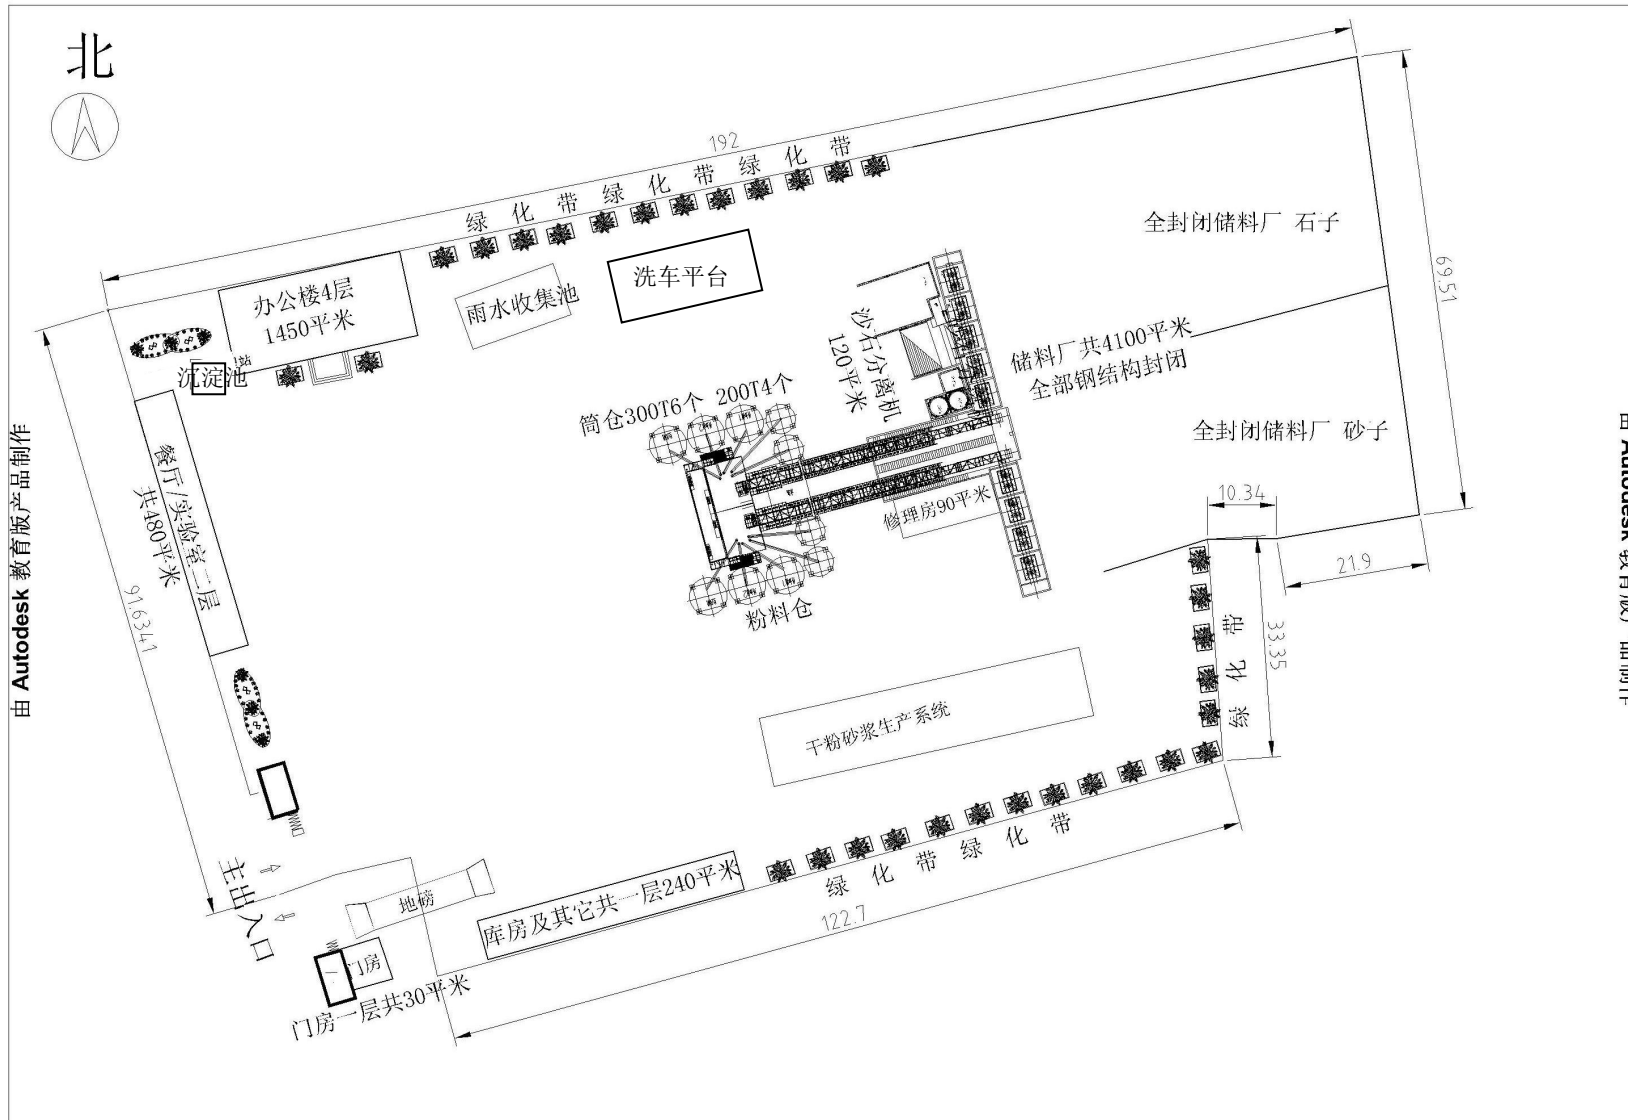 北
192
绿化带绿化带绿化带
69.51
全封闭储料厂 石子
办公楼4层
1450平米
雨水收集池
洗车平台
沙石分离机
120平米
储料厂共4100平米
全部钢结构封闭
沉淀池
筒仓300T6个 200T4个
全封闭储料厂 砂子
餐厅/实验室二层
共480平米
修理房90平米
10.34
21.9
粉料仓
91.6341
绿化带
33.35
干粉砂浆生产系统
主出入口
地磅
库房及其它共一层240平米
绿化带绿化带
122.7
门房
门房一层共30平米
由 Autodesk 教育版产品制作